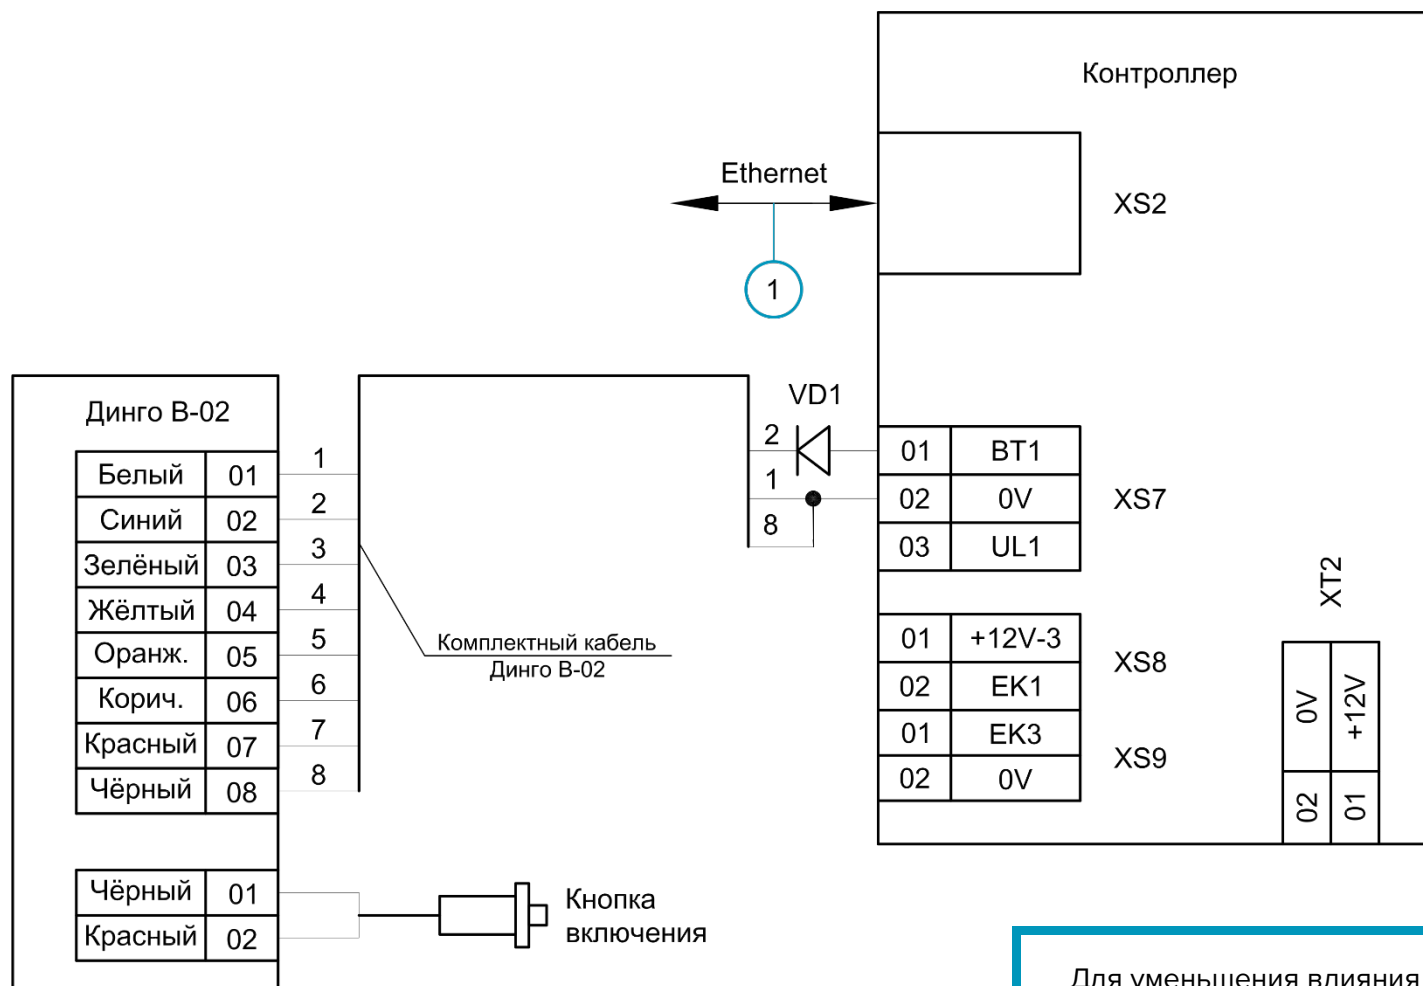 Контроллер
Ethernet
XS2
1
Динго B-02
Белый 01 1
Синий 02 2
Зелёный 03 3
Жёлтый 04 4
Оранж. 05 5
Корич. 06 6
Красный 07 7
Чёрный 08 8
Комплектный кабель
Динго B-02
VD1
2
1
8
01 BT1
02 0V
03 UL1
XS7
01 +12V-3
02 EK1
XS8
01 EK3
02 0V
XS9
XT2
02 0V
01 +12V
Чёрный 01
Красный 02
Кнопка
включения
Для уменьшения влияния